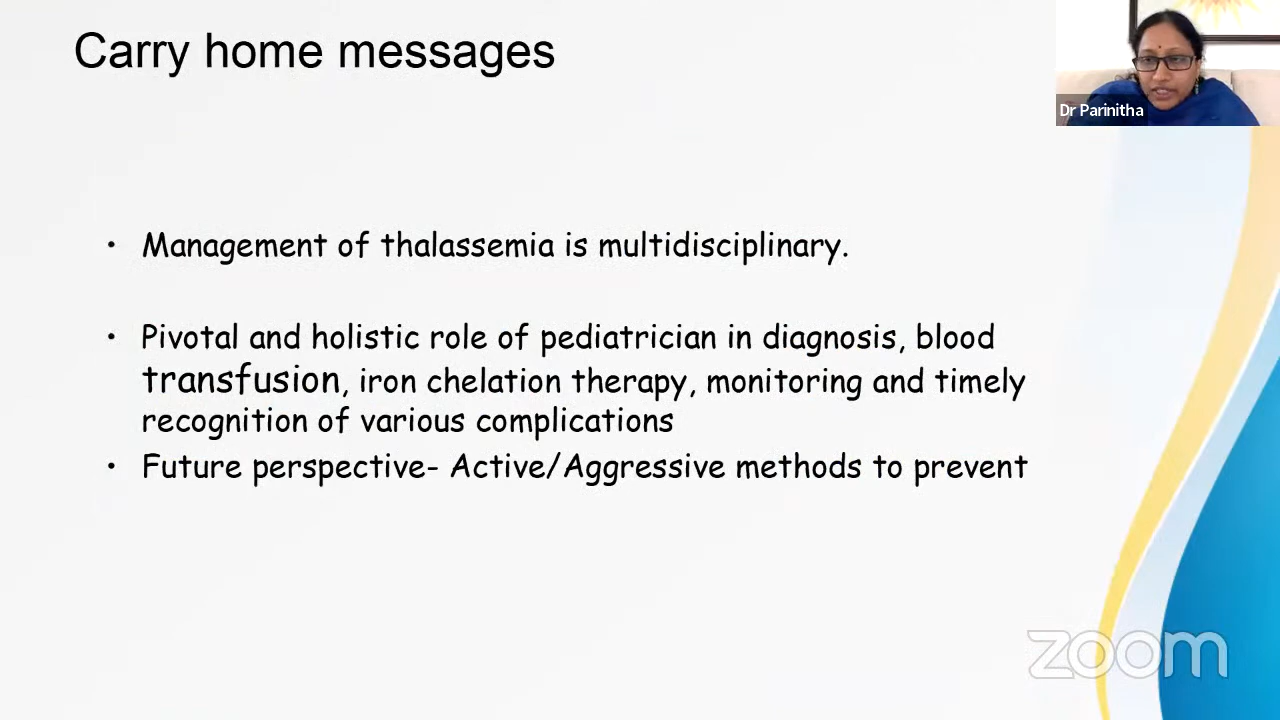 Carry home messages
Dr Parinitha
• Management of thalassemia is multidisciplinary.
• Pivotal and holistic role of pediatrician in diagnosis, blood
transfusion, iron chelation therapy, monitoring and timely
recognition of various complications
• Future perspective- Active/Aggressive methods to prevent
zoom